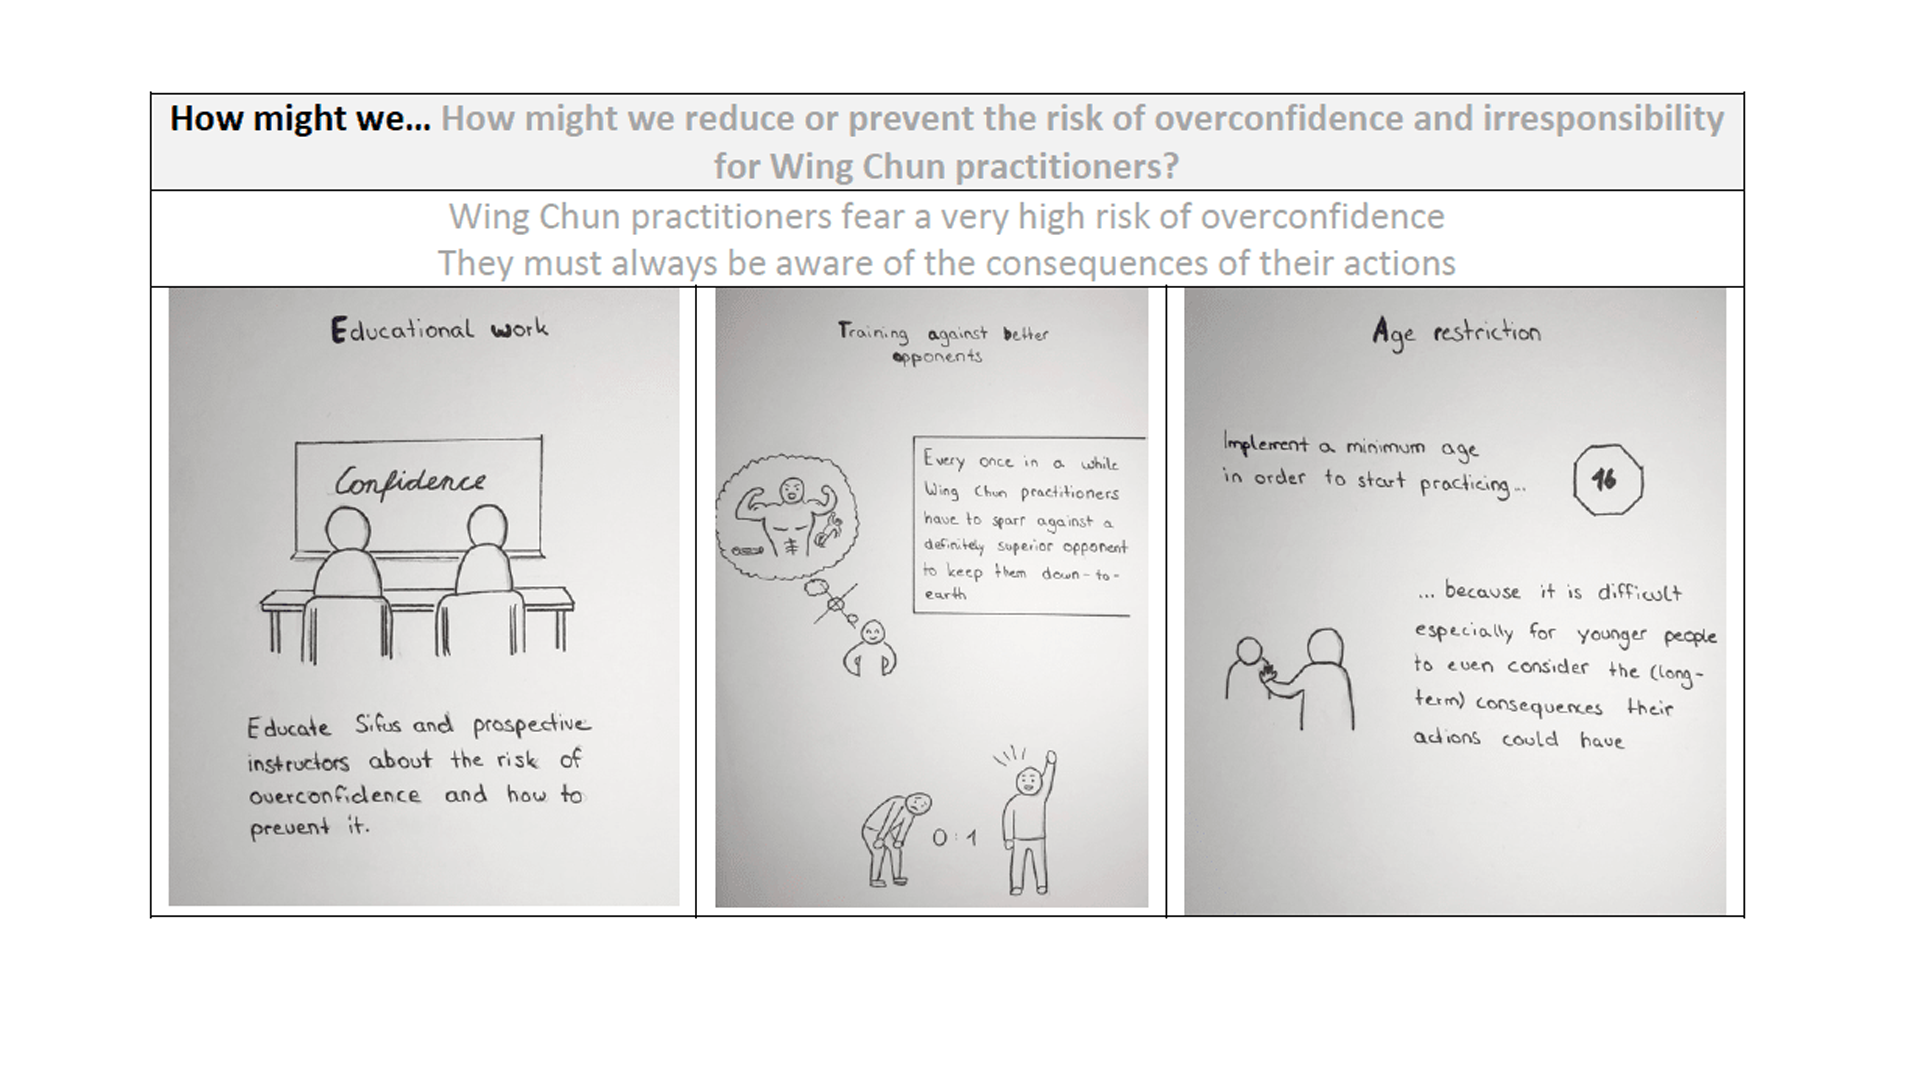 How might we... How might we reduce or prevent the risk of overconfidence and irresponsibility
for Wing Chun practitioners?
Wing Chun practitioners fear a very high risk of overconfidence
They must always be aware of the consequences of their actions
Educational work
Confidence
Educate Sifus and prospective
instructors about the risk of
overconfidence and how to
prevent it.
Training against better
opponents
Every once in a while
Wing Chun practitioners
have to sparr against a
definitely superior opponent
to keep them down-to-
earth
0:1
Age restriction
Implement a minimum age
in order to start practicing...
16
... because it is difficult
especially for younger people
to even consider the (long-
term) consequences their
actions could have